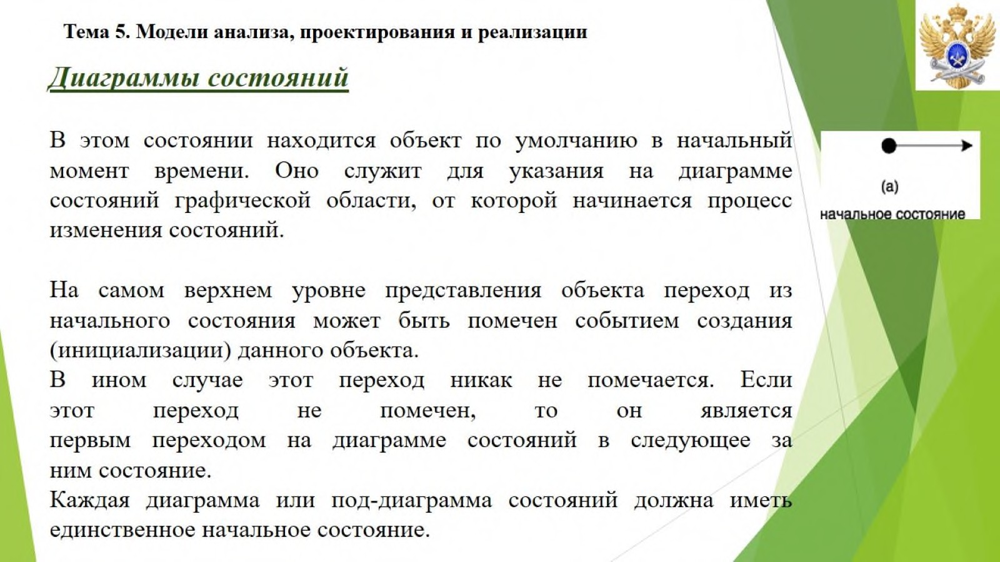 Тема 5. Модели анализа, проектирования и реализации
Диаграммы состояний
В этом состоянии находится объект по умолчанию в начальный
момент времени. Оно служит для указания на диаграмме
состояний графической области, от которой начинается процесс
изменения состояний.
(a)
начальное состояние
На самом верхнем уровне представления объекта переход из
начального состояния может быть помечен событием создания
(инициализации) данного объекта.
В ином случае этот переход никак не помечается. Если
этот переход не помечен, то он является
первым переходом на диаграмме состояний в следующее за
ним состояние.
Каждая диаграмма или под-диаграмма состояний должна иметь
единственное начальное состояние.